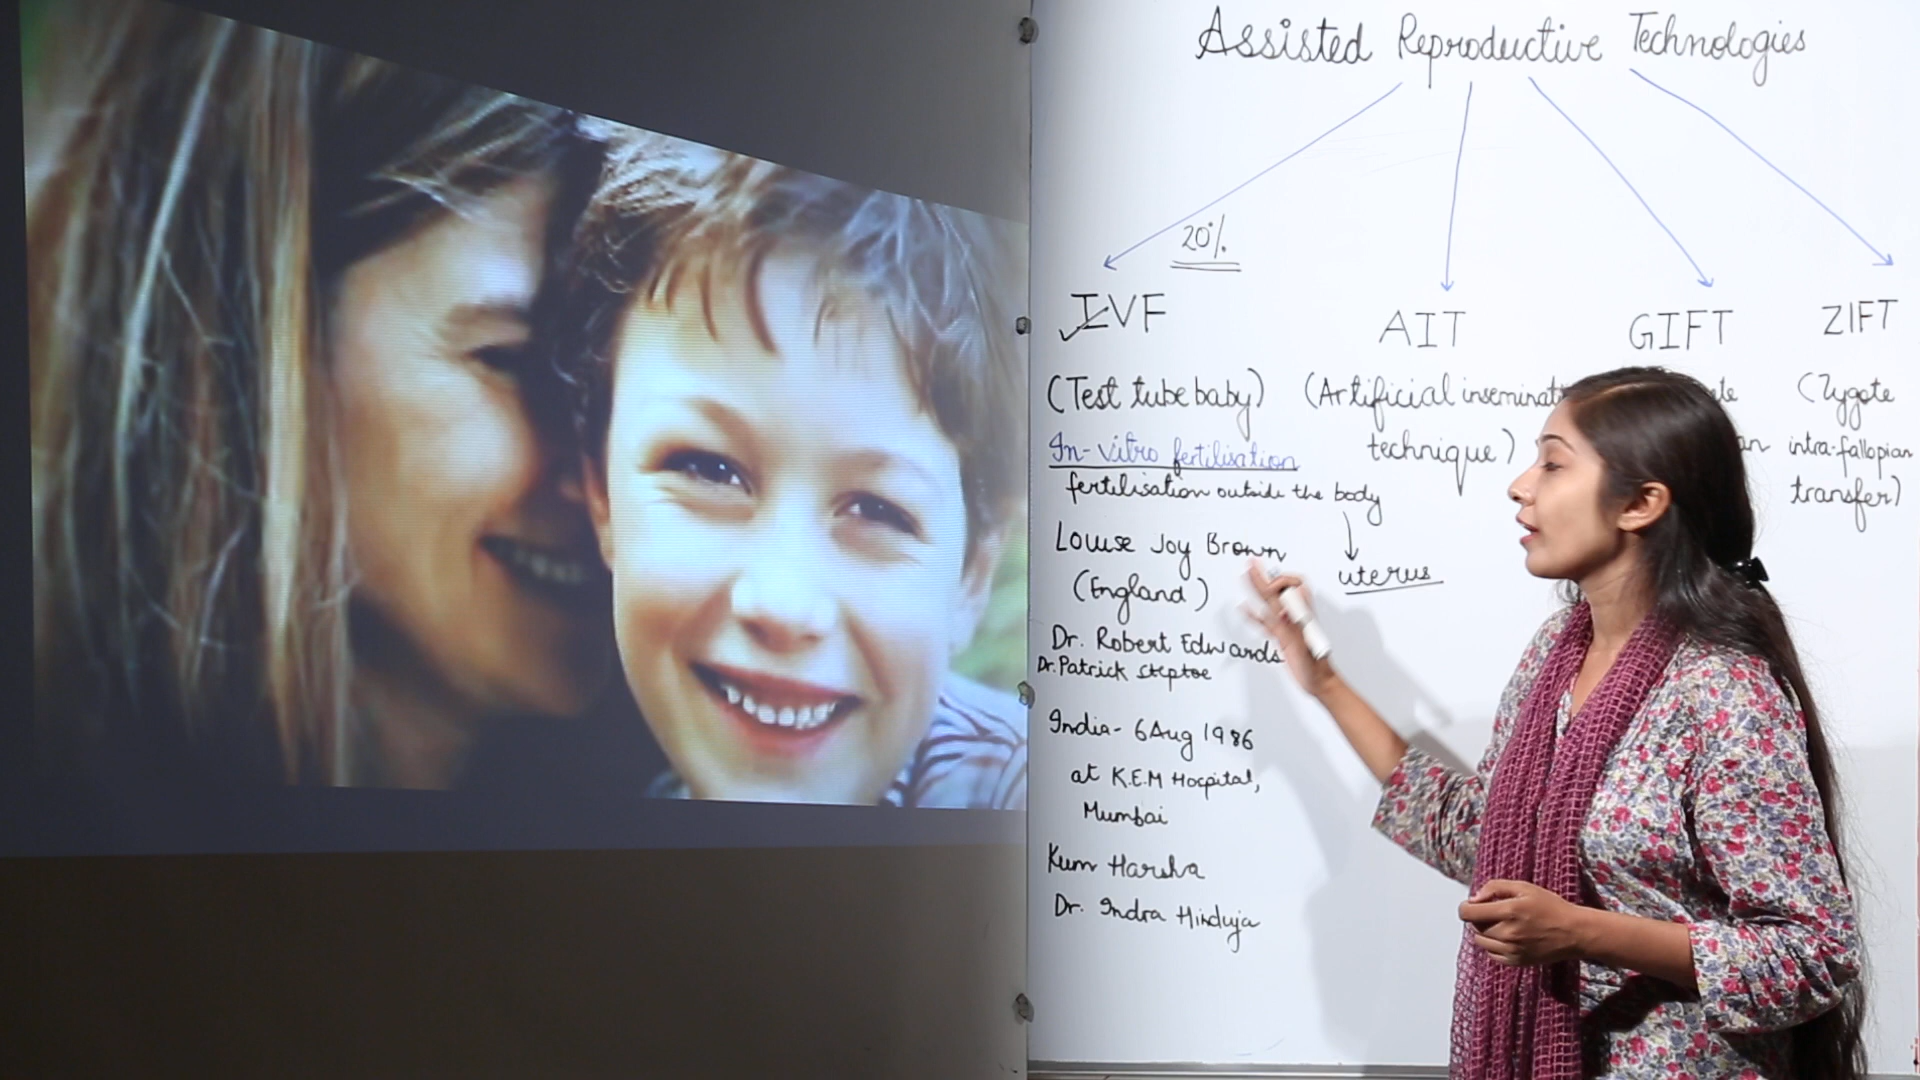 Assisted Reproductive Technologies
20%
IVF
(Test tube baby)
In-Vitro fertilisation
fertilisation outside the body
uterus
Louise Joy Brown
(England)
Dr. Robert Edwards
Dr. Patrick Steptoe
India- 6 Aug 1986
at K.E.M Hospital,
Mumbai
Kum Harsha
Dr. Indra Hinduja
AIT
(Artificial inseminati
technique)
GIFT
ZIFT
(Zygote
intra-fallopian
transfer)